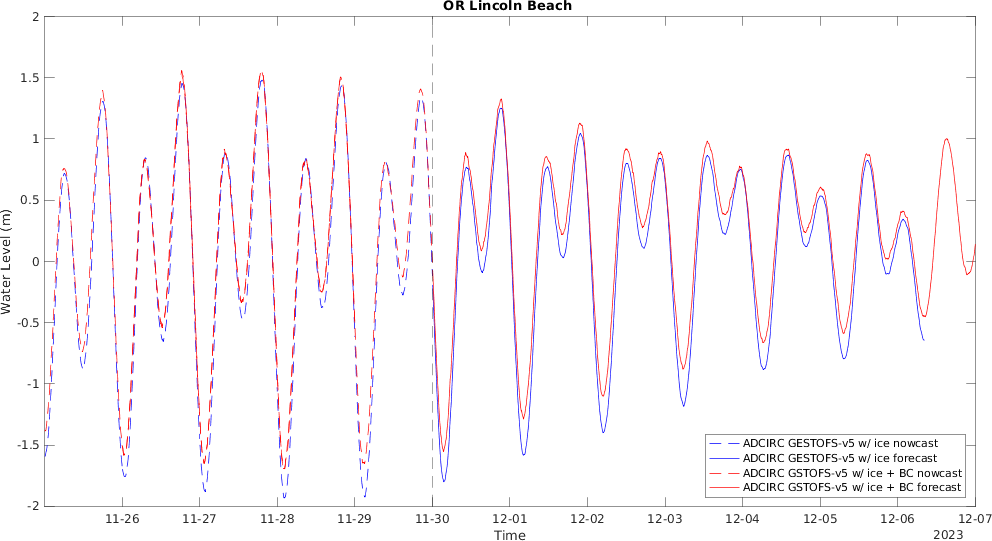 OR Lincoln Beach
2
1.5
1
0.5
0
-0.5
-1
-1.5
-2
Water Level (m)
11-26 11-27 11-28 11-29 11-30 12-01 12-02 12-03 12-04 12-05 12-06 12-07
Time
2023
ADCIRC GESTOFS-v5 w/ ice nowcast
ADCIRC GESTOFS-v5 w/ ice forecast
ADCIRC GSTOFS-v5 w/ ice + BC nowcast
ADCIRC GSTOFS-v5 w/ ice + BC forecast